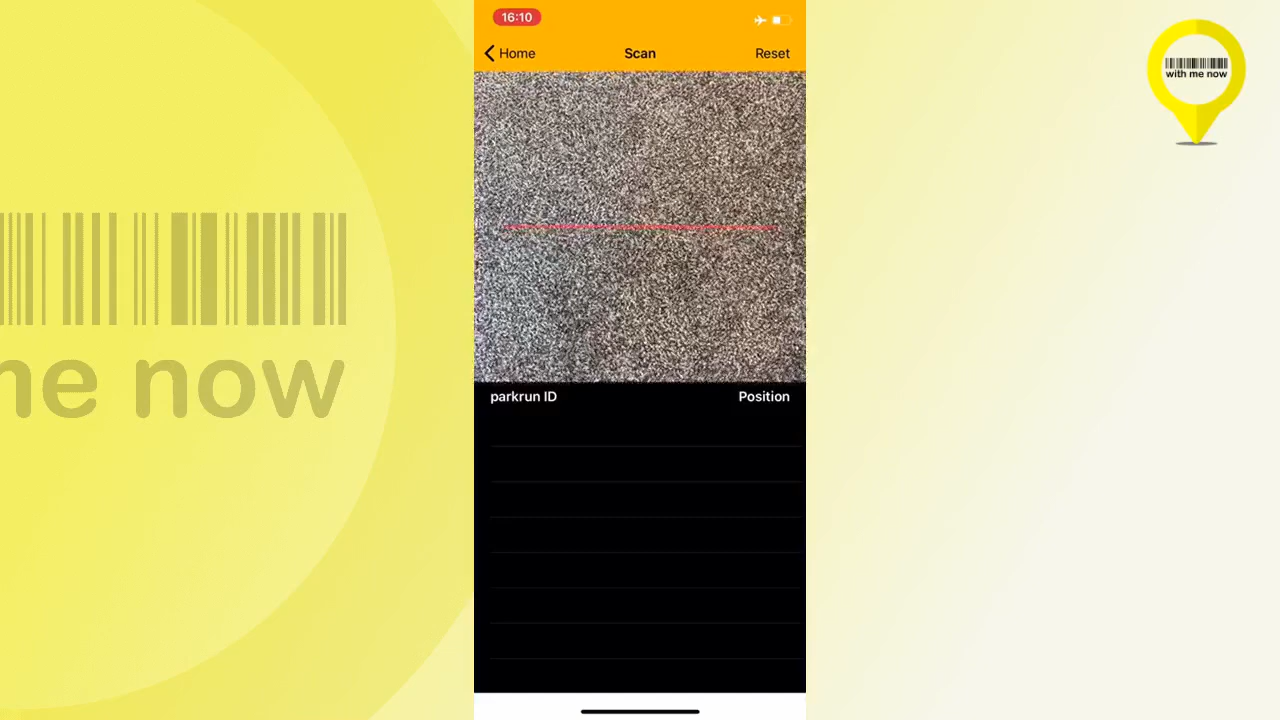 16:10
Home
Scan
Reset
with me now
me now
parkrun ID
Position